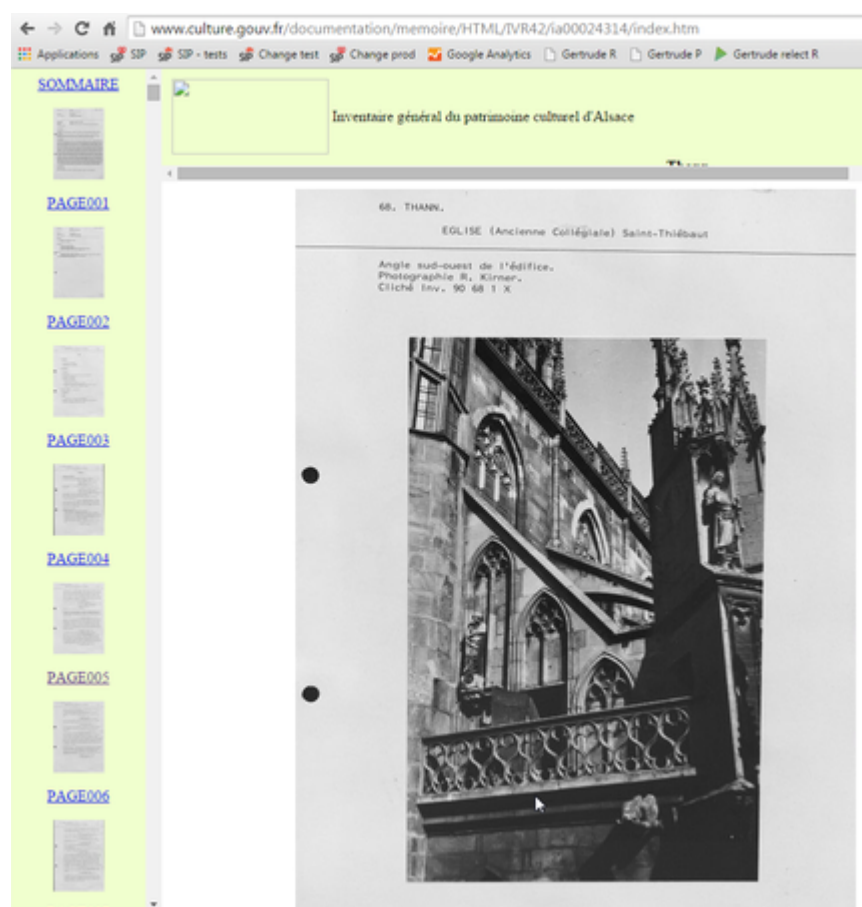 www.culture.gouv.fr/documentation/memoire/HTML/IVR42/ia00024314/index.htm
Applications SIP SIP - tests Change test Change prod Google Analytics Gertrude R Gertrude P Gertrude relect R
SOMMAIRE
PAGE001
PAGE002
PAGE003
PAGE004
PAGE005
PAGE006
Inventaire général du patrimoine culturel d'Alsace
Thann
68. THANN.
EGLISE (Ancienne Collégiale) Saint-Thiébaut
Angle sud-ouest de l'édifice.
Photographie R. Kirner.
Cliché Inv. 90 68 1 X